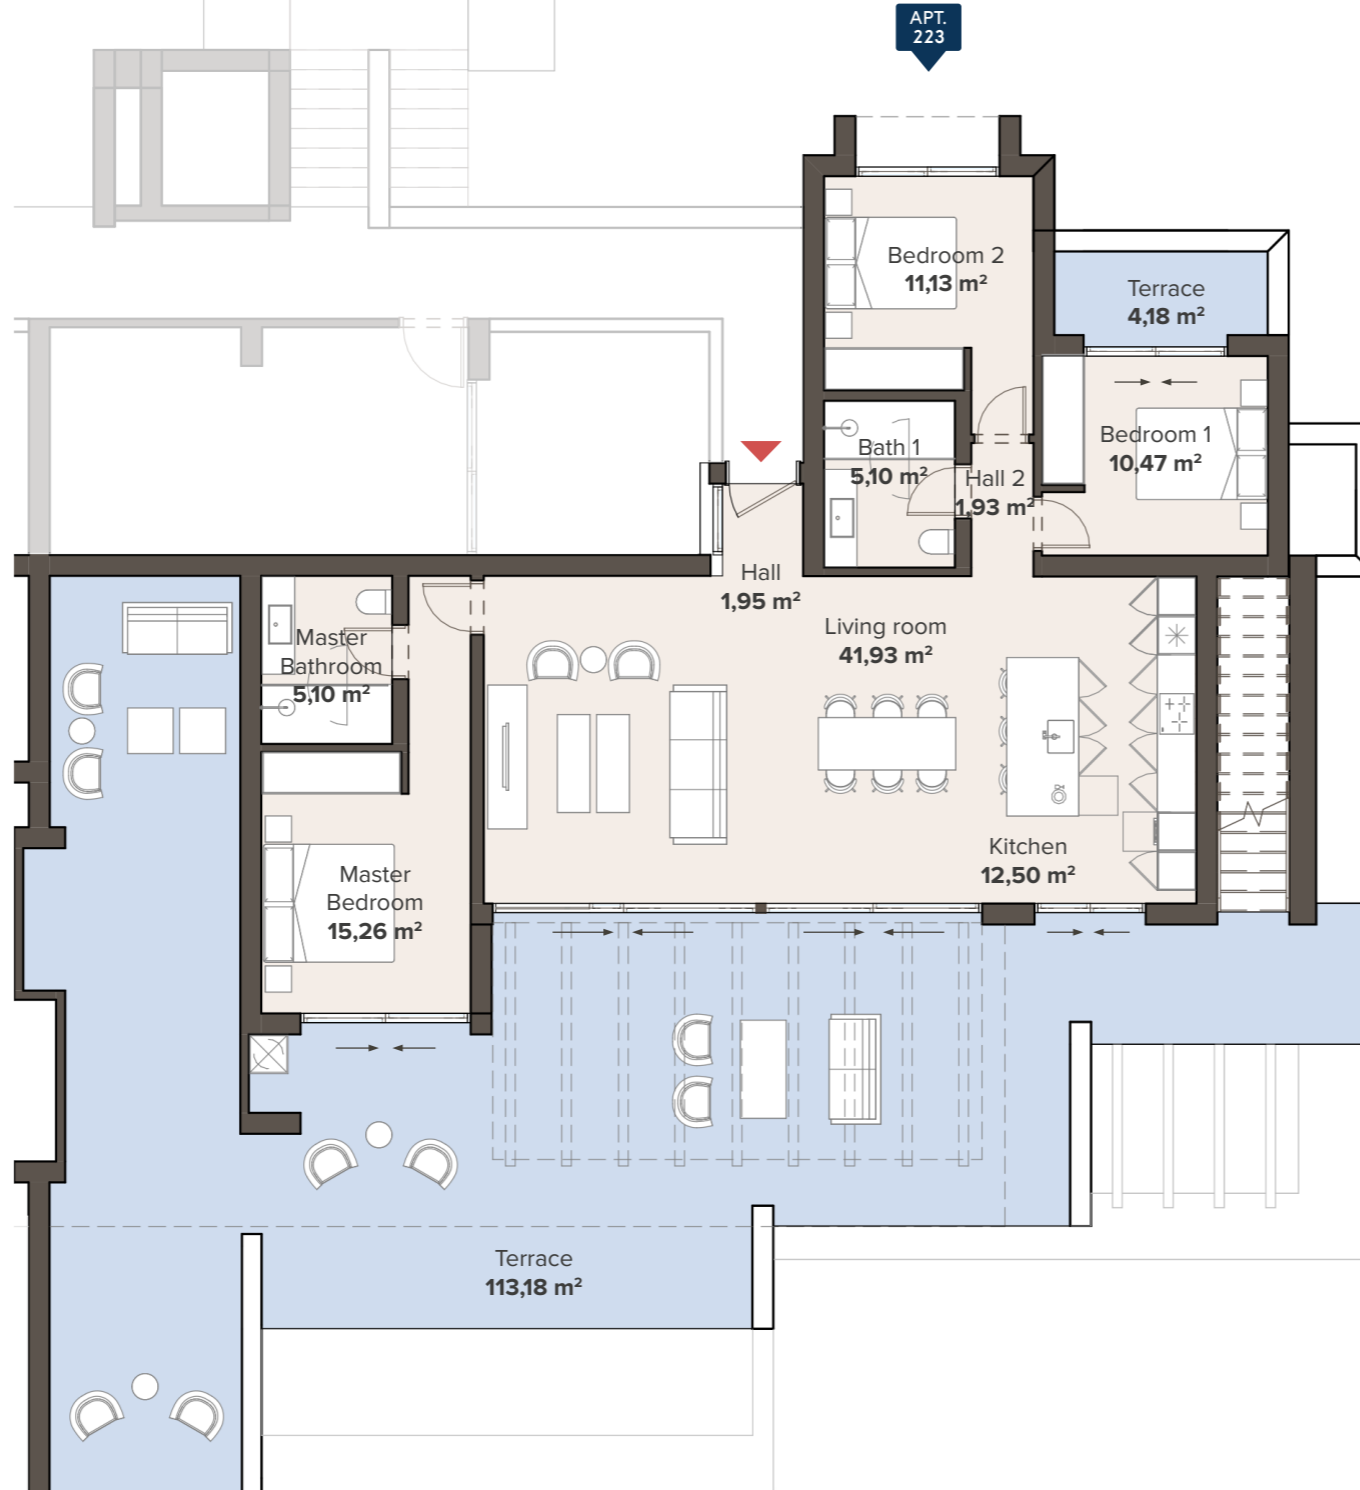 APT.
223
Bedroom 2
11,13 m²
Terrace
4,18 m²
Bedroom 1
10,47 m²
Bath 1
5,10 m²
Hall 2
1,93 m²
Hall
1,95 m²
Living room
41,93 m²
Master
Bathroom
5,10 m²
Kitchen
12,50 m²
Master
Bedroom
15,26 m²
Terrace
113,18 m²